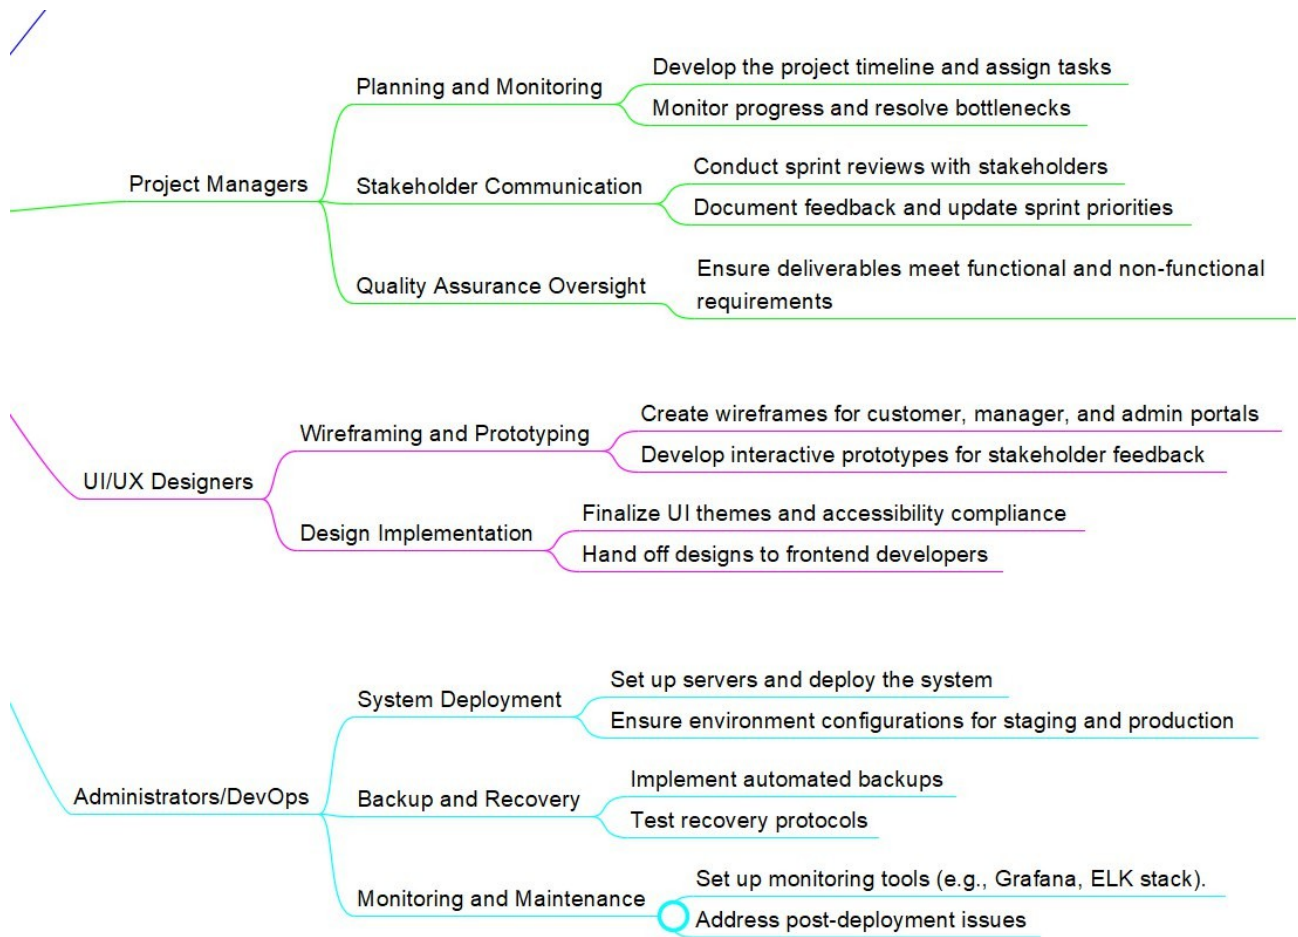 Project Managers
Planning and Monitoring
Develop the project timeline and assign tasks
Monitor progress and resolve bottlenecks
Stakeholder Communication
Conduct sprint reviews with stakeholders
Document feedback and update sprint priorities
Quality Assurance Oversight
Ensure deliverables meet functional and non-functional
requirements
UI/UX Designers
Wireframing and Prototyping
Create wireframes for customer, manager, and admin portals
Develop interactive prototypes for stakeholder feedback
Design Implementation
Finalize UI themes and accessibility compliance
Hand off designs to frontend developers
Administrators/DevOps
System Deployment
Set up servers and deploy the system
Ensure environment configurations for staging and production
Backup and Recovery
Implement automated backups
Test recovery protocols
Monitoring and Maintenance
Set up monitoring tools (e.g., Grafana, ELK stack).
Address post-deployment issues